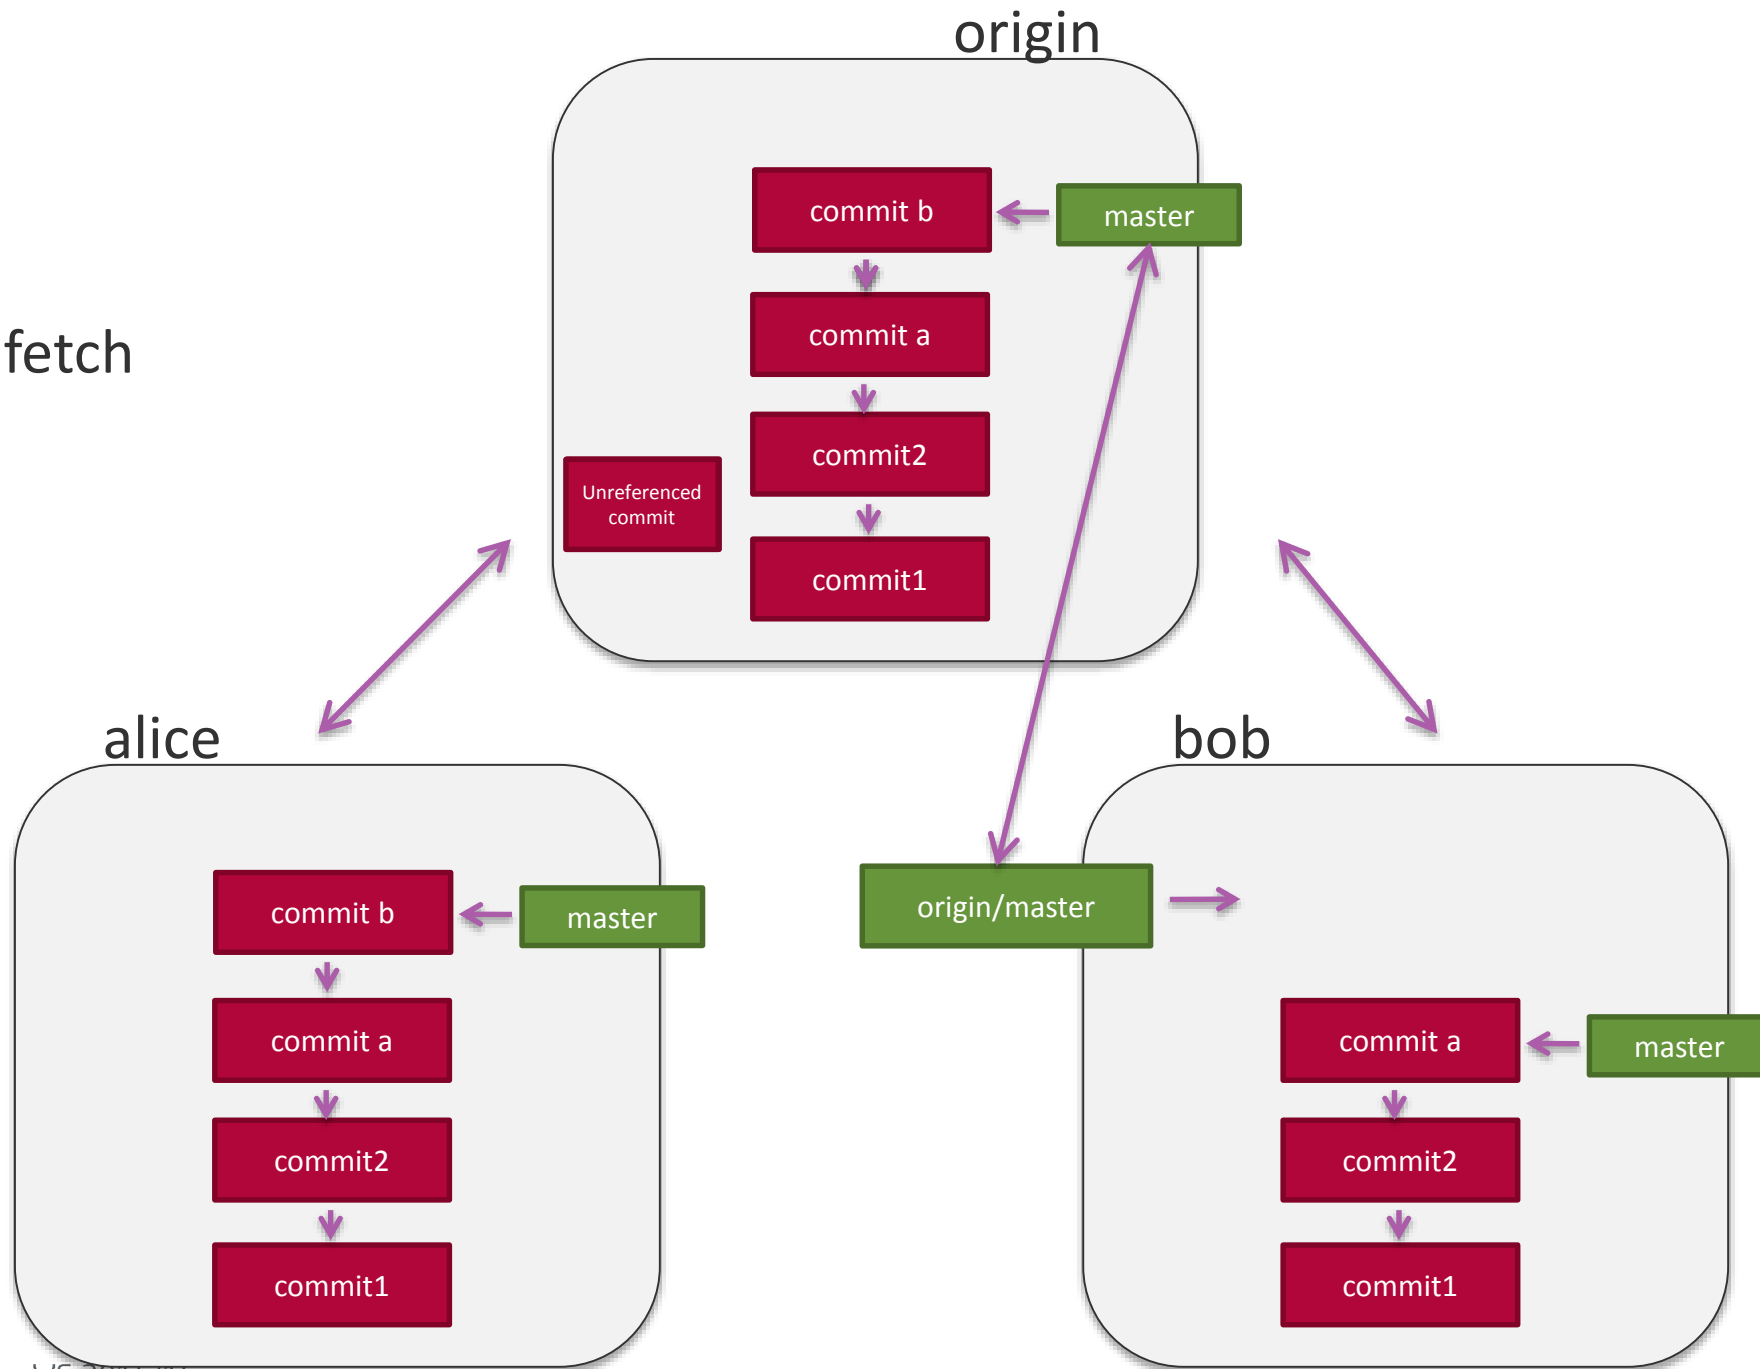 origin
commit b
master
commit a
fetch
commit2
Unreferenced
commit
commit1
alice
bob
commit b
master
origin/master
commit a
commit a
master
commit2
commit2
commit1
commit1